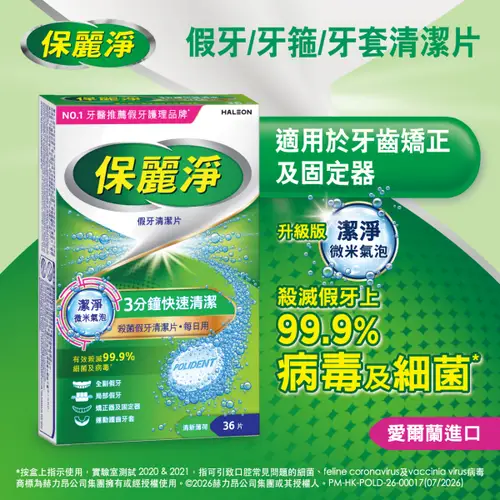 保麗淨
假牙/牙箍/牙套清潔片
NO.1 牙醫推薦假牙護理品牌*
HALEON
保麗淨
假牙清潔片
適用於牙齒矯正
及固定器
升級版
潔淨
微米氣泡
潔淨
微米氣泡
3分鐘快速清潔
殺菌假牙清潔片•每日用
有效殺滅99.9%
細菌及病毒*
POLIDENT
全副假牙
局部假牙
矯正器及固定器
運動護齒牙套
清新薄荷
36片
殺滅假牙上
99.9%
病毒及細菌*
愛爾蘭進口
*按盒上指示使用，實驗室測試 2020 & 2021，指可引致口腔常見問題的細菌、feline coronavirus及vaccinia virus病毒
商標為赫力昂公司集團擁有或經授權使用。©2026赫力昂公司集團或其授權人。PM-HK-POLD-26-00017(07/2026)